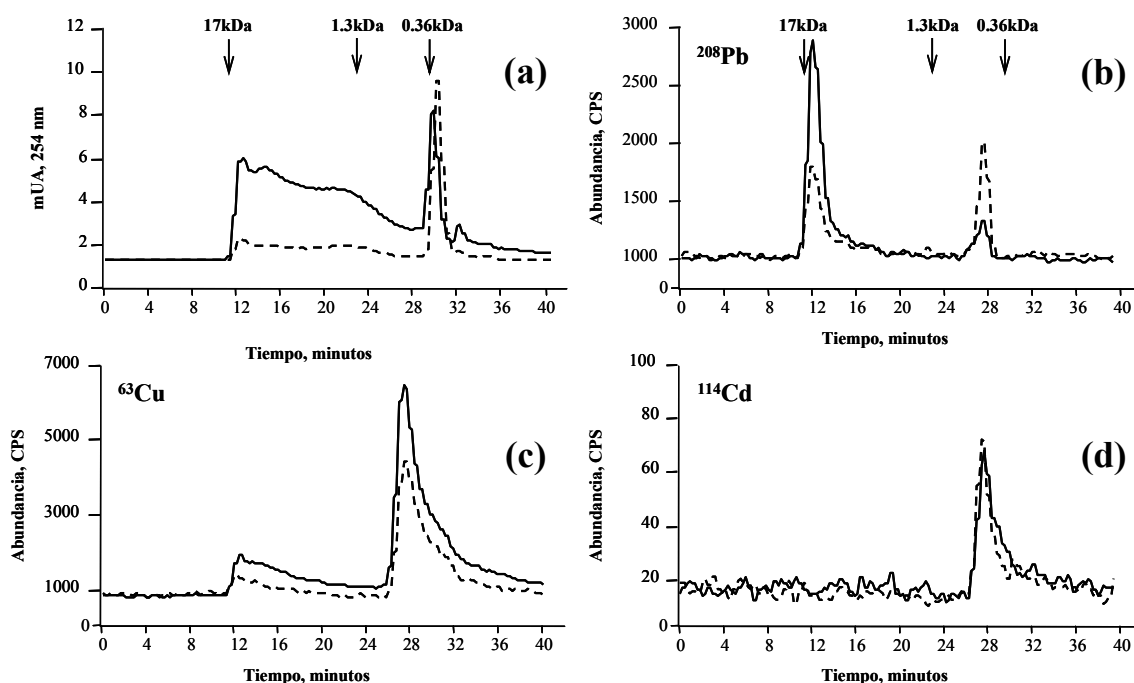 17kDa 1.3kDa 0.36kDa
(a)
12
10
8
6
4
2
0
mUA, 254 nm
0 4 8 12 16 20 24 28 32 36 40
Tiempo, minutos
17kDa 1.3kDa 0.36kDa
208Pb
(b)
3000
2500
2000
1500
1000
0
Abundancia, CPS
0 4 8 12 16 20 24 28 32 36 40
Tiempo, minutos
63Cu
(c)
7000
5000
3000
1000
0
Abundancia, CPS
0 4 8 12 16 20 24 28 32 36 40
Tiempo, minutos
114Cd
(d)
100
80
60
40
20
0
Abundancia, CPS
0 4 8 12 16 20 24 28 32 36 40
Tiempo, minutos